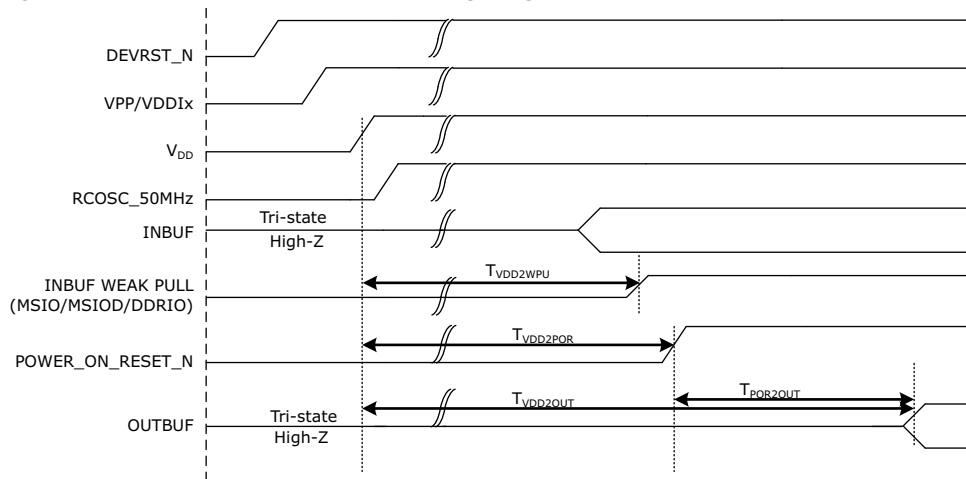 DEVRST_N
VPP/VDDIx
VDD
RCOSC_50MHz
Tri-state
INBUF
High-Z
TVDD2WPU
INBUF WEAK PULL
(MSIO/MSIOD/DDRIO)
TVDD2POR
POWER_ON_RESET_N
TVDD2OUT
TPOR2OUT
Tri-state
OUTBUF
High-Z